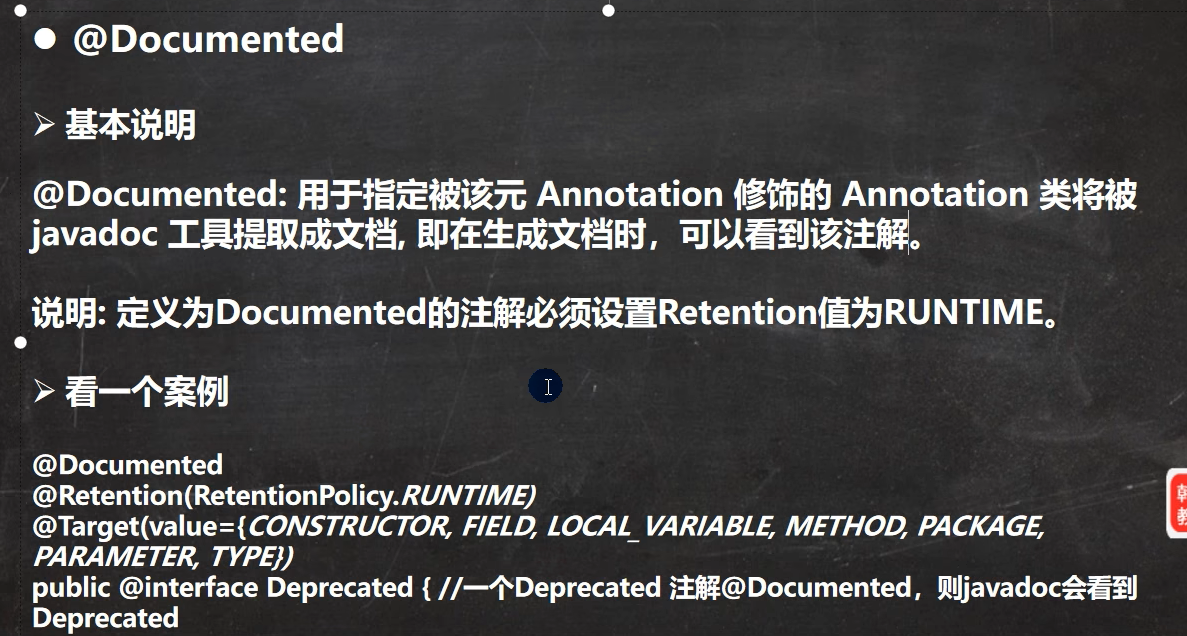 ● @Documented
➢ 基本说明
@Documented: 用于指定被该元 Annotation 修饰的 Annotation 类将被
javadoc 工具提取成文档, 即在生成文档时，可以看到该注解。
说明: 定义为Documented的注解必须设置Retention值为RUNTIME。
➢ 看一个案例
@Documented
@Retention(RetentionPolicy.RUNTIME)
@Target(value={CONSTRUCTOR, FIELD, LOCAL_VARIABLE, METHOD, PACKAGE,
PARAMETER, TYPE})
public @interface Deprecated { //一个Deprecated 注解@Documented，则javadoc会看到
Deprecated